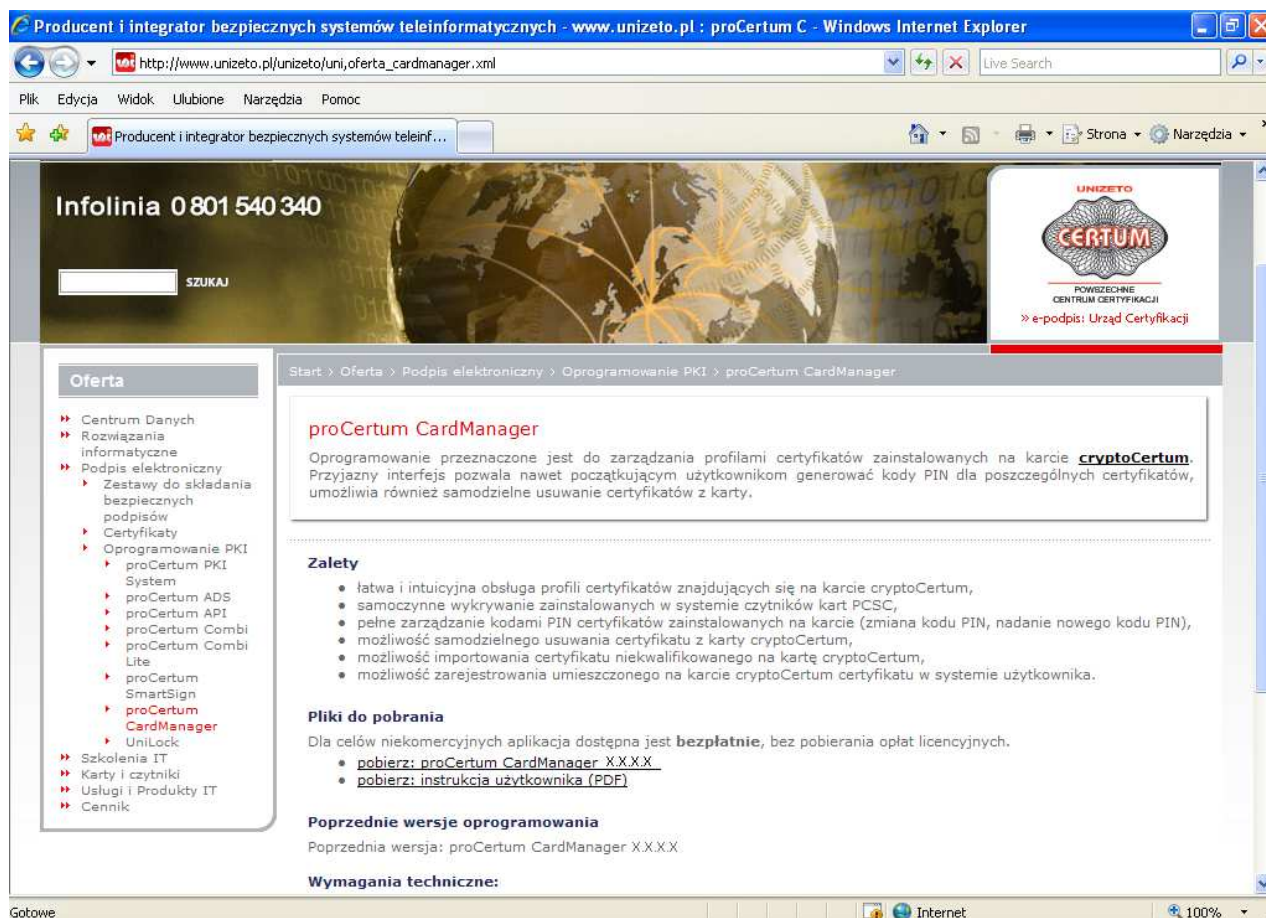 Producent i integrator bezpiecznych systemów teleinformatycznych - www.unizeto.pl : proCertum C - Windows Internet Explorer
http://www.unizeto.pl/unizeto/uni,oferta_cardmanager.xml
Live Search
Plik Edycja Widok Ulubione Narzędzia Pomoc
Producent i integrator bezpiecznych systemów teleinf...
Strona
Narzędzia
Infolinia 0 801 540 340
SZUKAJ
UNIZETO
CERTUM
POWSZECHNE
CENTRUM CERTYFIKACJI
» e-podpis: Urząd Certyfikacji
Oferta
Centrum Danych
Rozwiązania
informatyczne
Podpis elektroniczny
Zestawy do składania
bezpiecznych
podpisów
Certyfikaty
Oprogramowanie PKI
proCertum PKI
System
proCertum ADS
proCertum API
proCertum Combi
proCertum Combi
Lite
proCertum
SmartSign
proCertum
CardManager
UniLock
Szkolenia IT
Karty i czytniki
Usługi i Produkty IT
Cennik
Start > Oferta > Podpis elektroniczny > Oprogramowanie PKI > proCertum CardManager
proCertum CardManager
Oprogramowanie przeznaczone jest do zarządzania profilami certyfikatów zainstalowanych na karcie cryptoCertum.
Przyjazny interfejs pozwala nawet początkującym użytkownikom generować kody PIN dla poszczególnych certyfikatów,
umożliwia również samodzielne usuwanie certyfikatów z karty.
Zalety
• łatwa i intuicyjna obsługa profili certyfikatów znajdujących się na karcie cryptoCertum,
• samoczynne wykrywanie zainstalowanych w systemie czytników kart PCSC,
• pełne zarządzanie kodami PIN certyfikatów zainstalowanych na karcie (zmiana kodu PIN, nadanie nowego kodu PIN),
• możliwość samodzielnego usuwania certyfikatu z karty cryptoCertum,
• możliwość importowania certyfikatu niekwalifikowanego na kartę cryptoCertum,
• możliwość zarejestrowania umieszczonego na karcie cryptoCertum certyfikatu w systemie użytkownika.
Pliki do pobrania
Dla celów niekomercyjnych aplikacja dostępna jest bezpłatnie, bez pobierania opłat licencyjnych.
• pobierz: proCertum CardManager X.X.X.X
• pobierz: instrukcja użytkownika (PDF)
Poprzednie wersje oprogramowania
Poprzednia wersja: proCertum CardManager X.X.X.X
Wymagania techniczne:
Gotowe
Internet
100%